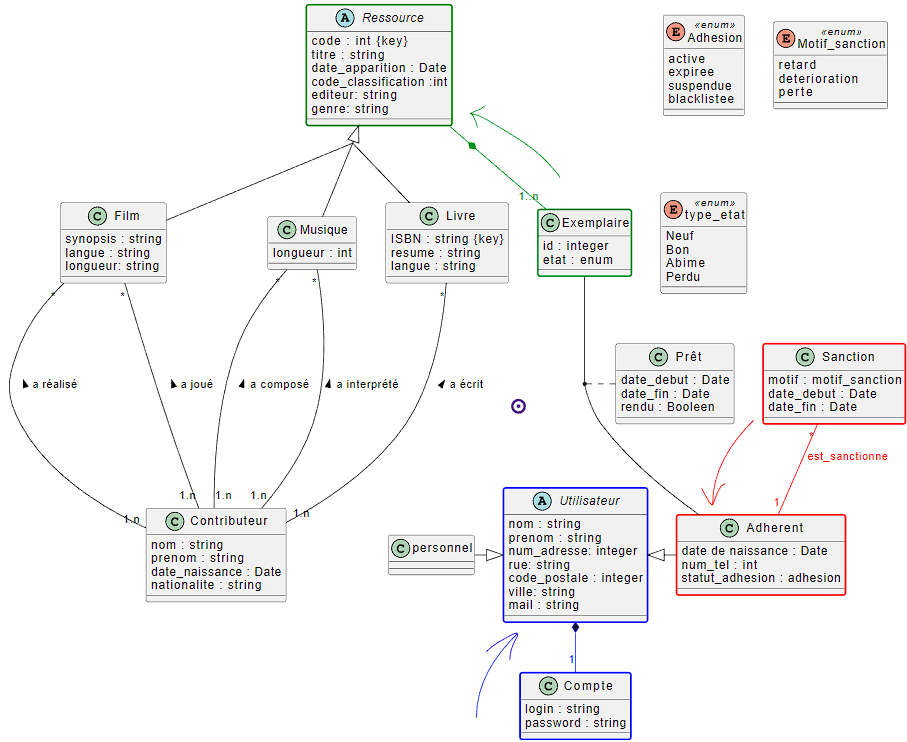 A Ressource
code : int {key}
titre : string
date_apparition : Date
code_classification :int
editeur: string
genre: string
E «enum»
Adhesion
active
expiree
suspendue
blacklistee
E «enum»
Motif_sanction
retard
deterioration
perte
1..n
C Film
synopsis : string
langue : string
longueur: string
C Musique
longueur : int
C Livre
ISBN : string {key}
resume : string
langue : string
C Exemplaire
id : integer
etat : enum
E «enum»
type_etat
Neuf
Bon
Abime
Perdu
* * * * *
a réalisé
a joué
a composé
a interprété
a écrit
C Prêt
date_debut : Date
date_fin : Date
rendu : Booleen
C Sanction
motif : motif_sanction
date_debut : Date
date_fin : Date
*
est_sanctionne
1
1.n 1.n 1.n 1.n 1.n
C Contributeur
nom : string
prenom : string
date_naissance : Date
nationalite : string
C personnel
A Utilisateur
nom : string
prenom : string
num_adresse: integer
rue: string
code_postale : integer
ville: string
mail : string
C Adherent
date de naissance : Date
num_tel : int
statut_adhesion : adhesion
1
C Compte
login : string
password : string